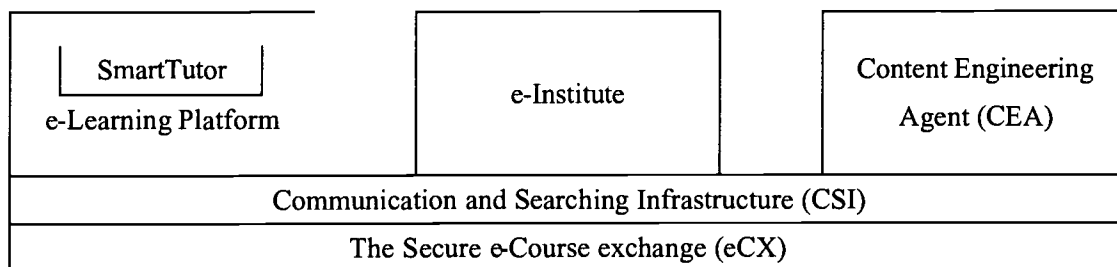 SmartTutor
e-Learning Platform
e-Institute
Content Engineering
Agent (CEA)
Communication and Searching Infrastructure (CSI)
The Secure e-Course exchange (eCX)